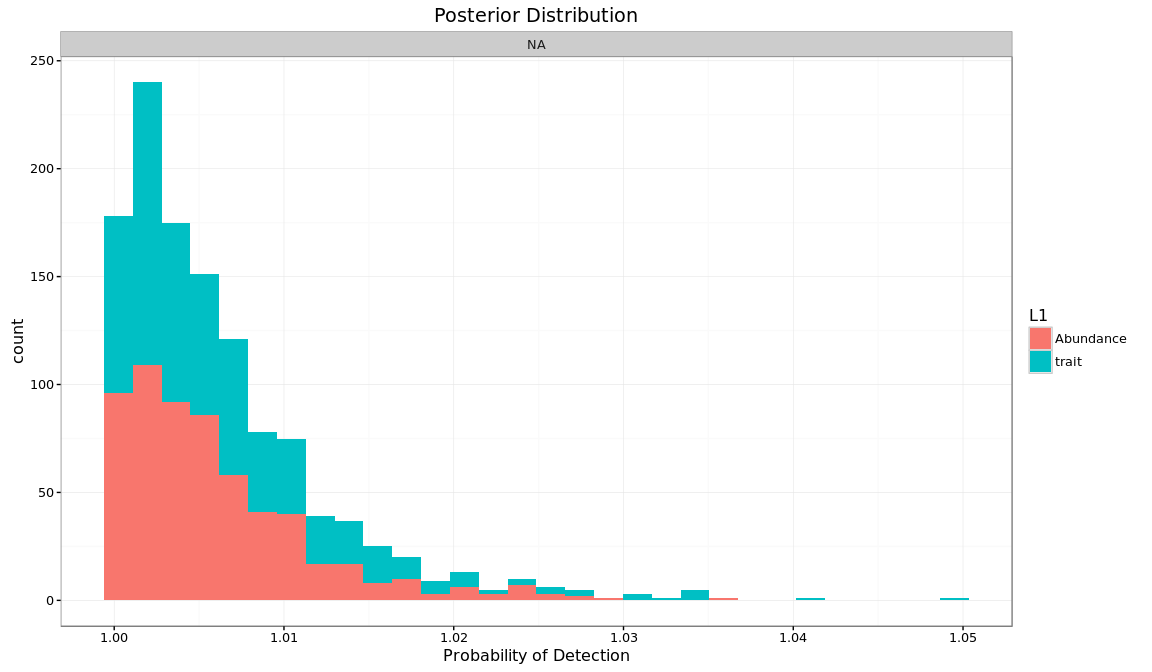 Posterior Distribution
NA
250
200
150
100
50
0
count
1.00 1.01 1.02 1.03 1.04 1.05
Probability of Detection
L1
Abundance
trait